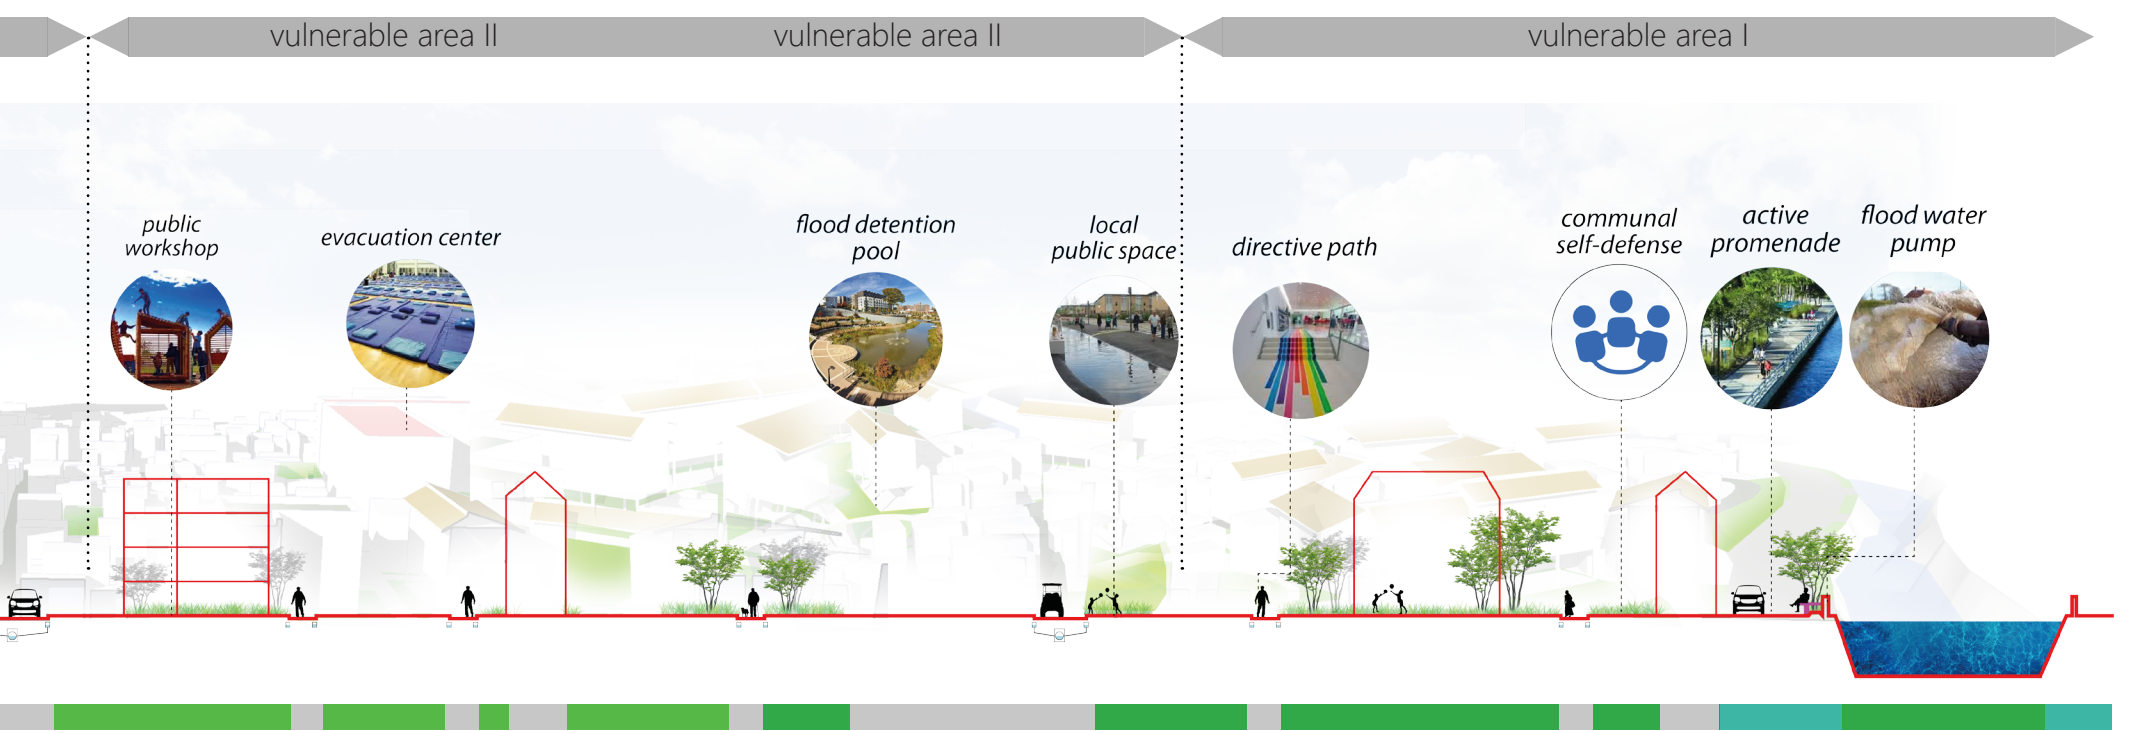 vulnerable area II
vulnerable area II
vulnerable area I
public
workshop
evacuation center
flood detention
pool
local
public space
directive path
communal
self-defense
active
promenade
flood water
pump